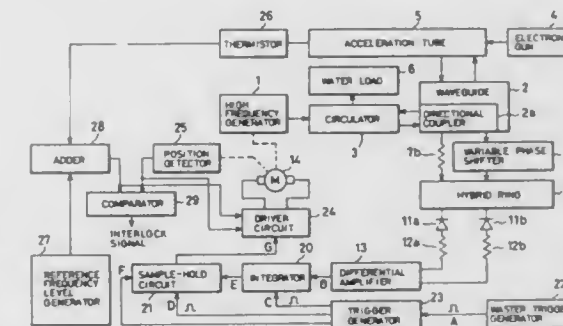 26
5
4
THERMISTOR
ACCELERATION TUBE
ELECTRON
GUN
6
1
WATER LOAD
WAVEGUIDE
2
HIGH
FREQUENCY
GENERATOR
CIRCULATOR
DIRECTIONAL
COUPLER
2a
3
28
25
7b
VARIABLE PHASE
SHIFTER
ADDER
POSITION
DETECTOR
14
M
HYBRID RING
COMPARATOR
29
DRIVER
CIRCUIT
24
11a
11b
INTERLOCK
SIGNAL
G
12a
12b
27
20
13
REFERENCE
FREQUENCY
LEVEL
GENERATOR
F
SAMPLE-HOLD
CIRCUIT
E
INTEGRATOR
B
DIFFERENTIAL
AMPLIFIER
21
D
C
23
22
TRIGGER
GENERATOR
A
MASTER TRIGGER
GENERATOR